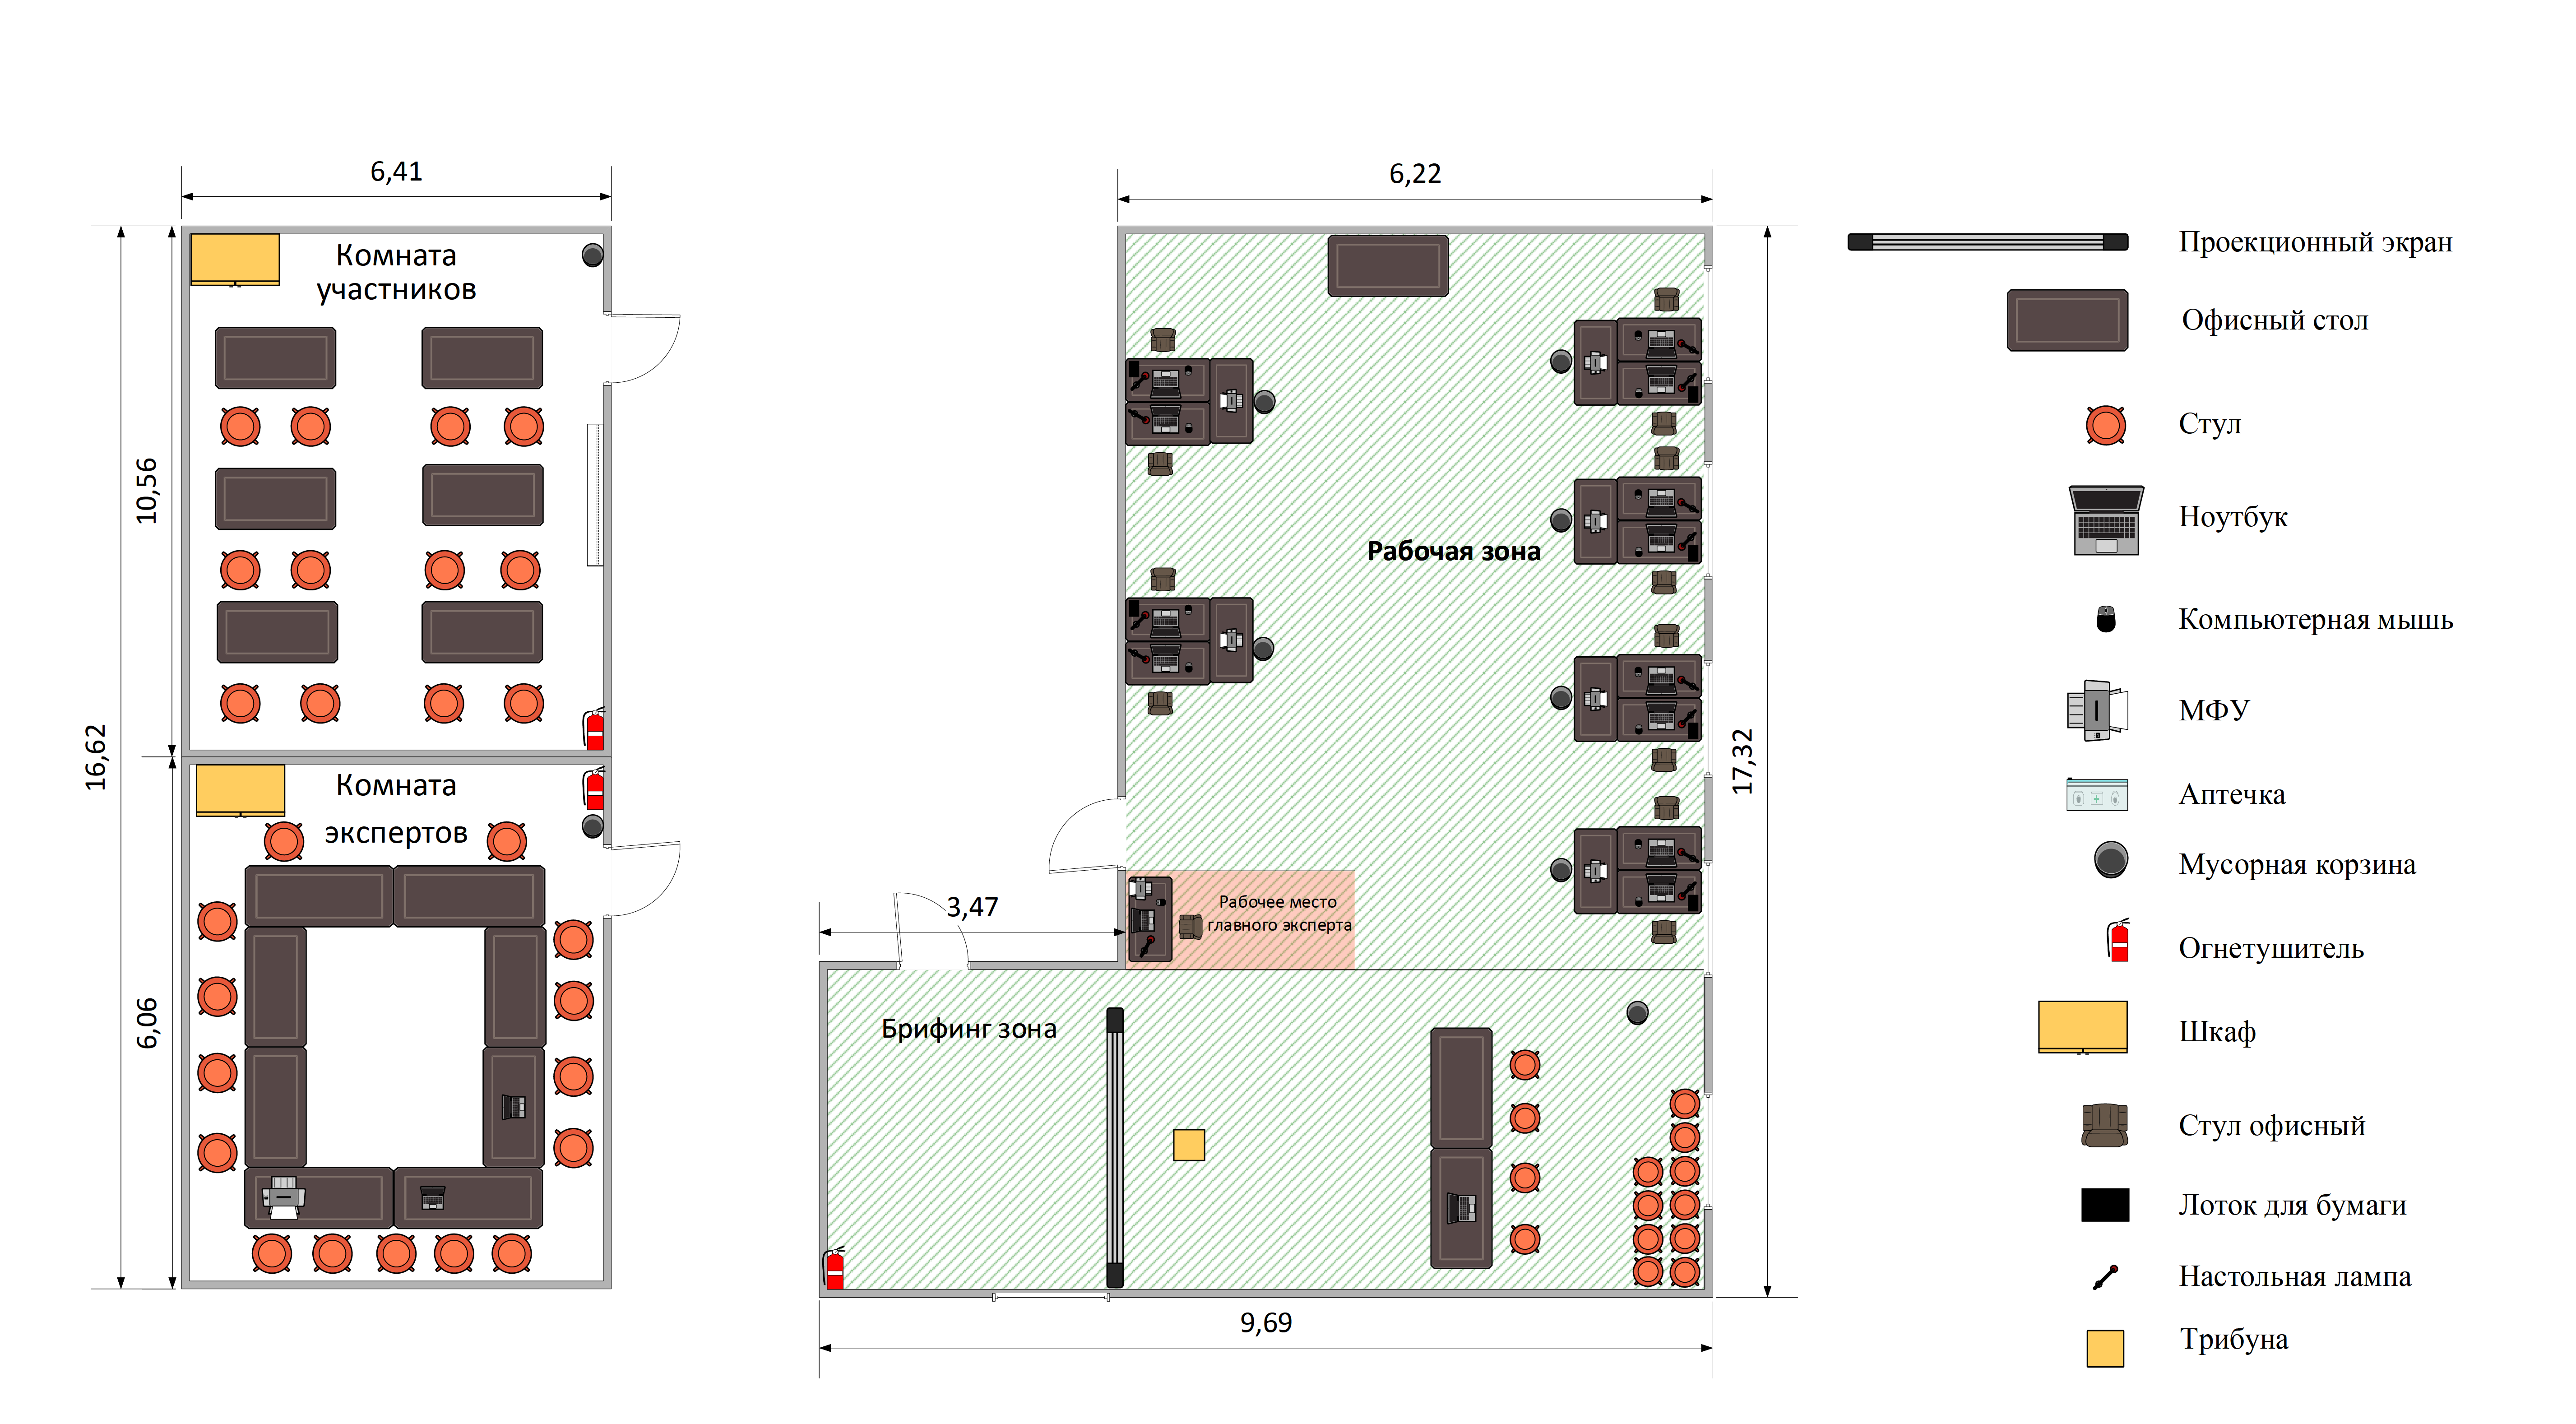 6,41
Комната
участников
10,56
16,62
Комната
экспертов
6,06
6,22
Рабочая зона
17,32
3,47
Рабочее место
главного эксперта
Брифинг зона
9,69
Проекционный экран
Офисный стол
Стул
Ноутбук
Компьютерная мышь
МФУ
Аптечка
Мусорная корзина
Огнетушитель
Шкаф
Стул офисный
Лоток для бумаги
Настольная лампа
Трибуна